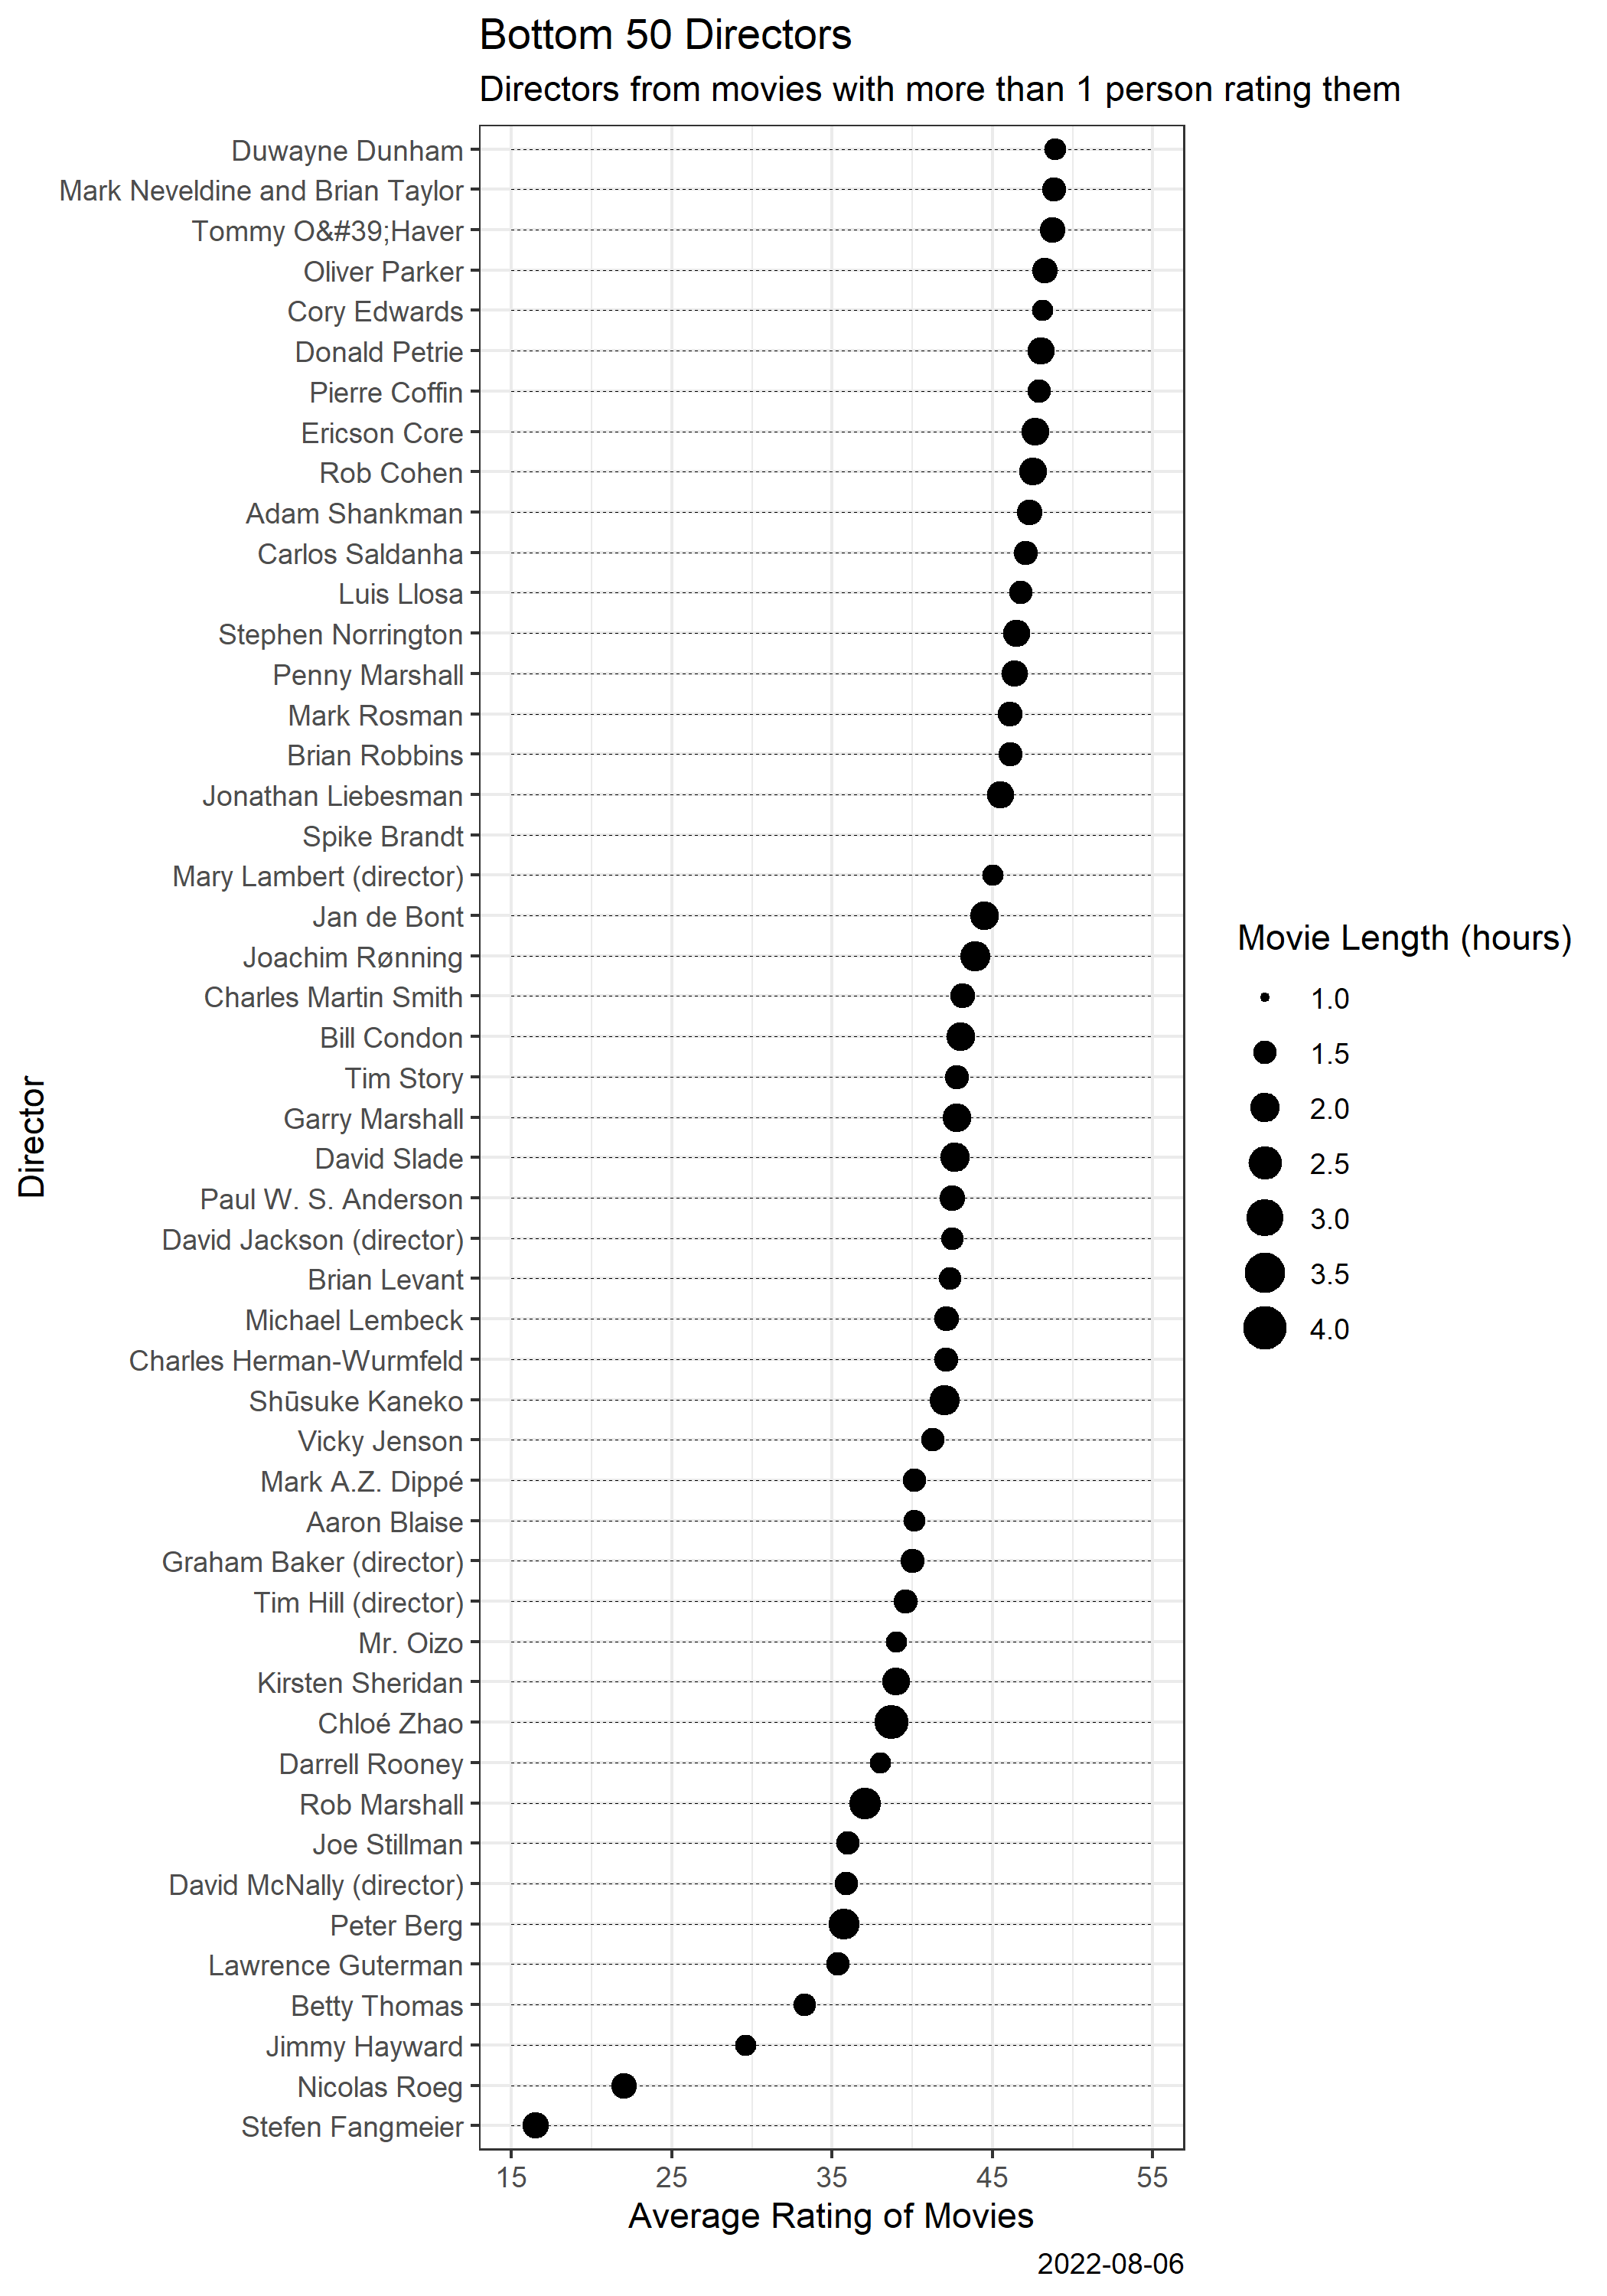 Bottom 50 Directors
Directors from movies with more than 1 person rating them
Director
Duwayne Dunham
Mark Neveldine and Brian Taylor
Tommy O&#39;Haver
Oliver Parker
Cory Edwards
Donald Petrie
Pierre Coffin
Ericson Core
Rob Cohen
Adam Shankman
Carlos Saldanha
Luis Llosa
Stephen Norrington
Penny Marshall
Mark Rosman
Brian Robbins
Jonathan Liebesman
Spike Brandt
Mary Lambert (director)
Jan de Bont
Joachim Rønning
Charles Martin Smith
Bill Condon
Tim Story
Garry Marshall
David Slade
Paul W. S. Anderson
David Jackson (director)
Brian Levant
Michael Lembeck
Charles Herman-Wurmfeld
Shūsuke Kaneko
Vicky Jenson
Mark A.Z. Dippé
Aaron Blaise
Graham Baker (director)
Tim Hill (director)
Mr. Oizo
Kirsten Sheridan
Chloé Zhao
Darrell Rooney
Rob Marshall
Joe Stillman
David McNally (director)
Peter Berg
Lawrence Guterman
Betty Thomas
Jimmy Hayward
Nicolas Roeg
Stefen Fangmeier
15 25 35 45 55
Average Rating of Movies
Movie Length (hours)
1.0
1.5
2.0
2.5
3.0
3.5
4.0
2022-08-06